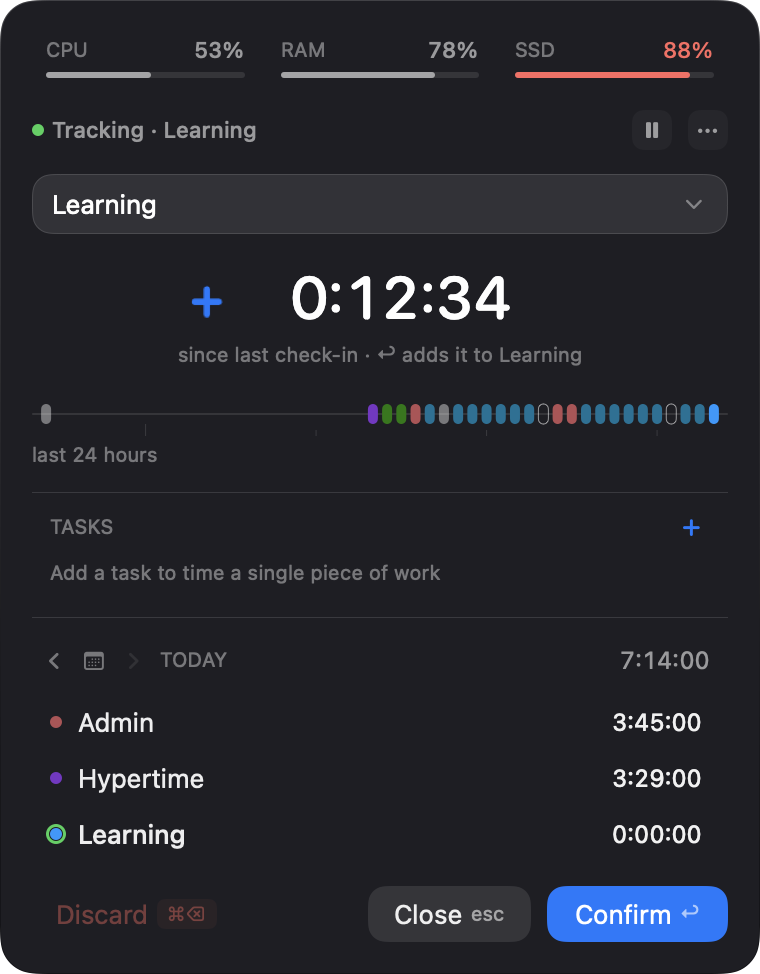 CPU 53% RAM 78% SSD 88%
Tracking · Learning
Learning
+ 0:12:34
since last check-in · ↩ adds it to Learning
last 24 hours
TASKS +
Add a task to time a single piece of work
TODAY 7:14:00
Admin 3:45:00
Hypertime 3:29:00
Learning 0:00:00
Discard ⌘⌫ Close esc Confirm ↩